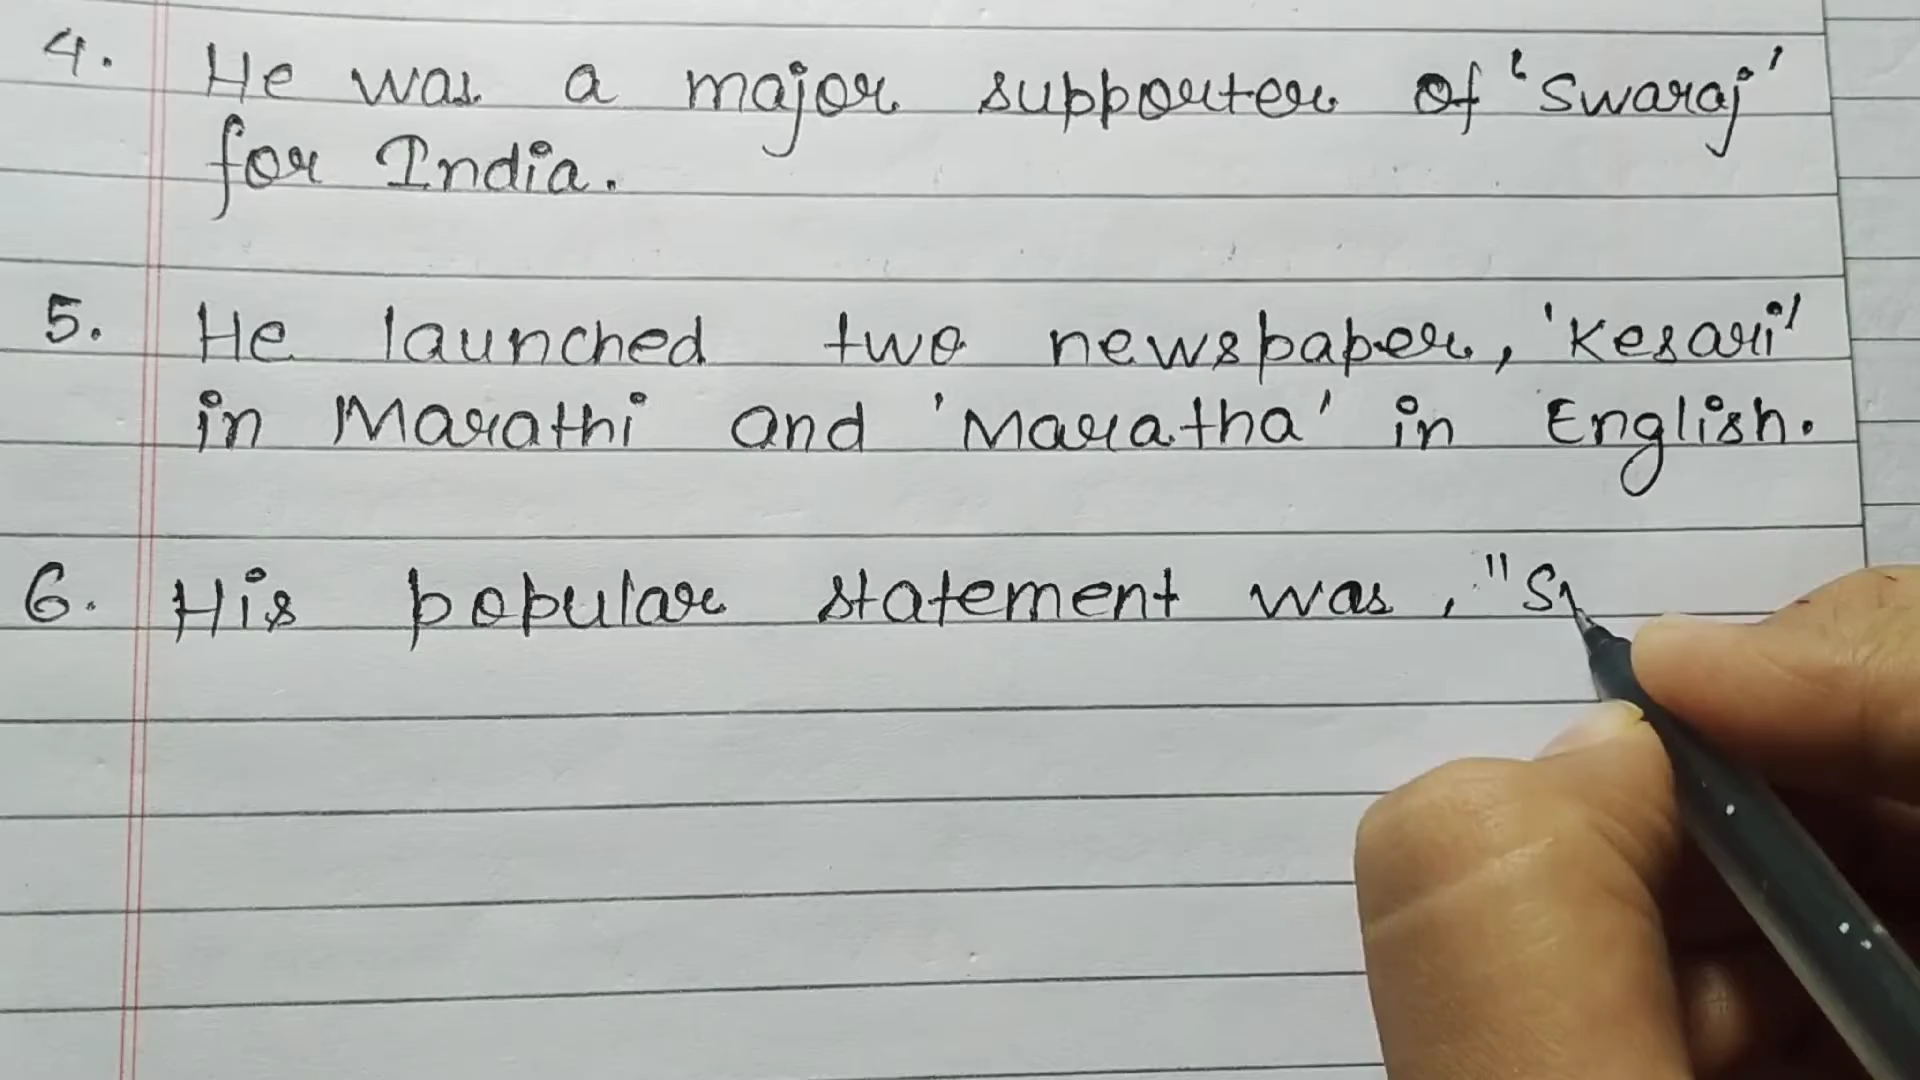 4. He was a major supporter of 'Swaraj'
for India.
5. He launched two newspaper, 'Kesari'
in Marathi and 'Maratha' in English.
6. His popular statement was, "S